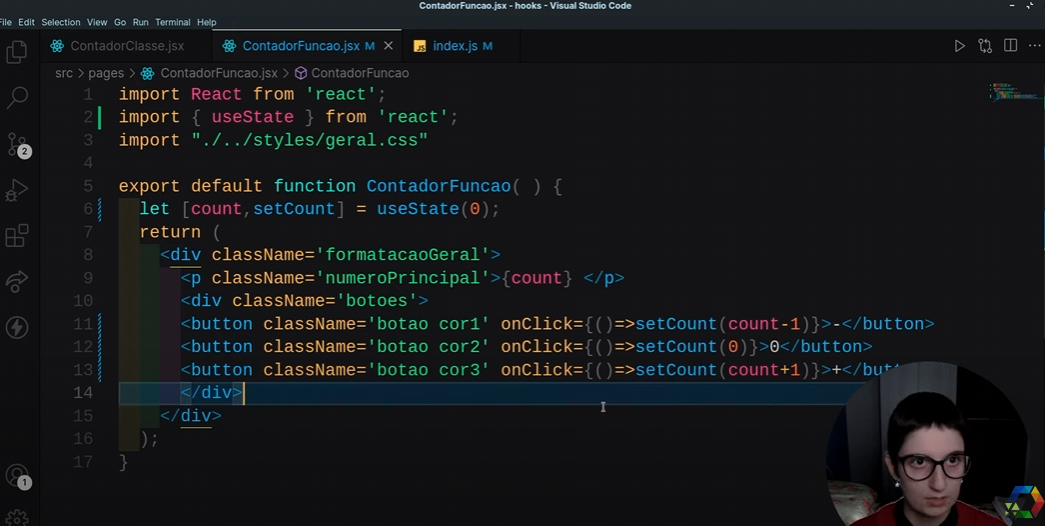 ContadorFuncao.jsx - hooks - Visual Studio Code
File Edit Selection View Go Run Terminal Help
ContadorClasse.jsx ContadorFuncao.jsx M index.js M
src > pages > ContadorFuncao.jsx > ContadorFuncao
1 import React from 'react';
2 import { useState } from 'react';
3 import "./../styles/geral.css"
4
5 export default function ContadorFuncao( ) {
6 let [count,setCount] = useState(0);
7 return (
8 <div className='formatacaoGeral'>
9 <p className='numeroPrincipal'>{count} </p>
10 <div className='botoes'>
11 <button className='botao cor1' onClick={()=>setCount(count-1)}>-</button>
12 <button className='botao cor2' onClick={()=>setCount(0)}>0</button>
13 <button className='botao cor3' onClick={()=>setCount(count+1)}>+</but
14 </div>
15 </div>
16 );
17 }
2
1